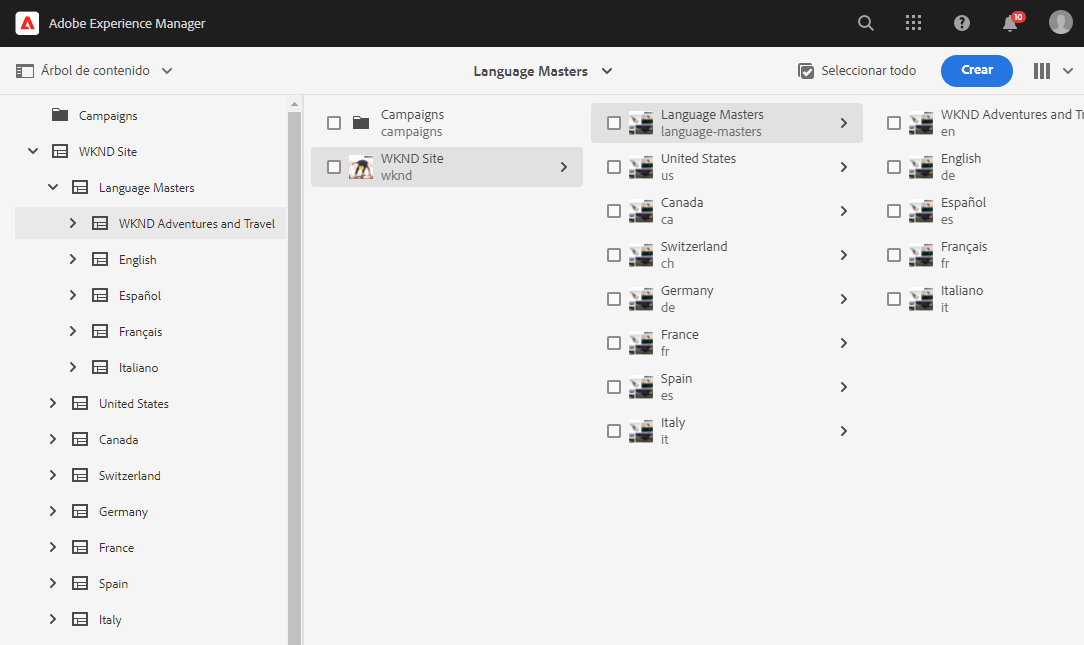 Adobe Experience Manager
10
Árbol de contenido
Language Masters
Seleccionar todo
Crear
Campaigns
WKND Site
Language Masters
WKND Adventures and Travel
English
Español
Français
Italiano
United States
Canada
Switzerland
Germany
France
Spain
Italy
Campaigns
campaigns
WKND Site
wknd
Language Masters
language-masters
United States
us
Canada
ca
Switzerland
ch
Germany
de
France
fr
Spain
es
Italy
it
WKND Adventures and Tr
en
English
de
Español
es
Français
fr
Italiano
it